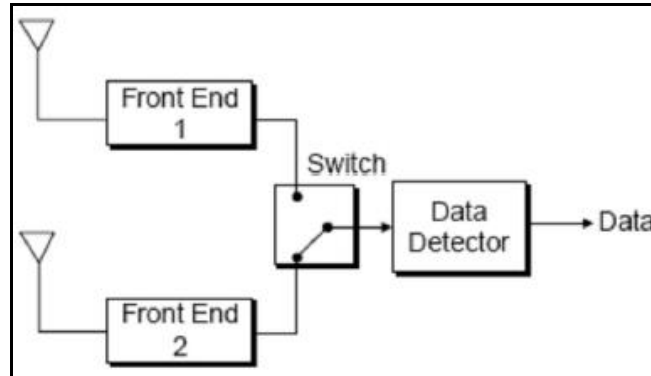 Front End
1
Switch
Data
Detector
Data
Front End
2